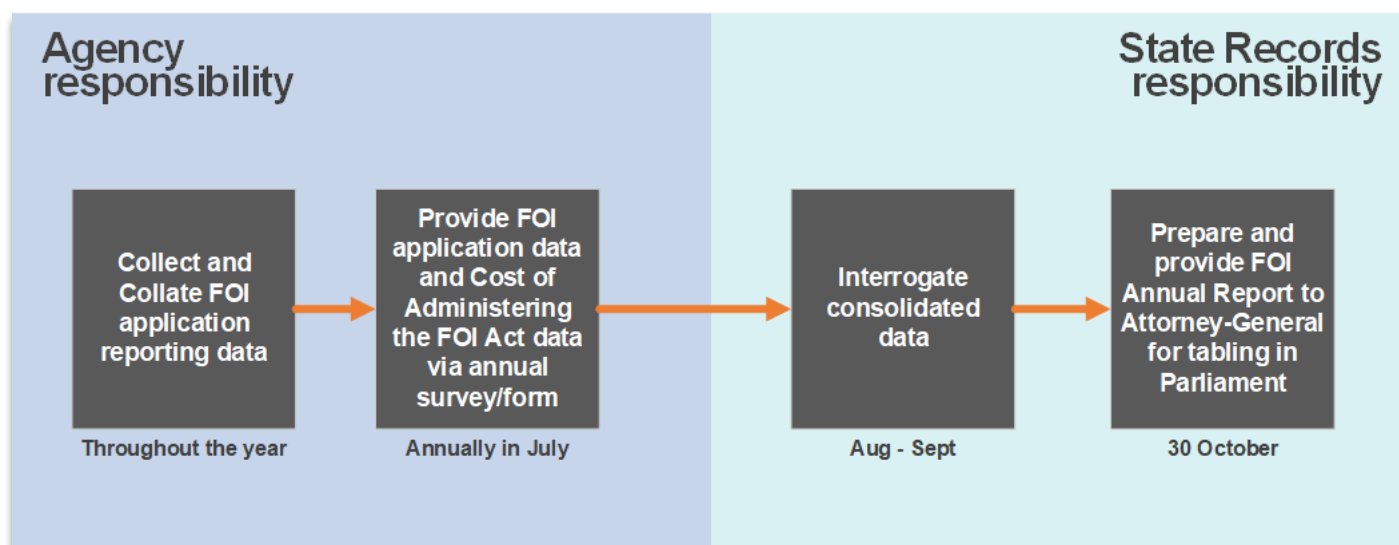 Agency
responsibility
State Records
responsibility
Collect and
Collate FOI
application
reporting data
Throughout the year
Provide FOI
application data
and Cost of
Administering
the FOI Act data
via annual
survey/form
Annually in July
Interrogate
consolidated
data
Aug - Sept
Prepare and
provide FOI
Annual Report to
Attorney-General
for tabling in
Parliament
30 October